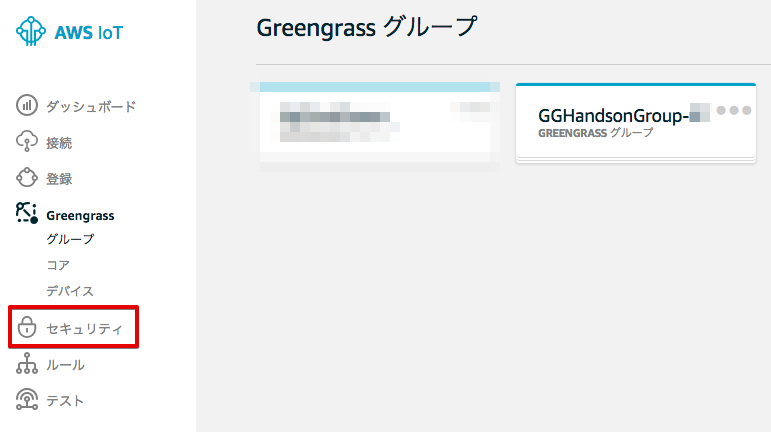 AWS IoT
ダッシュボード
接続
登録
Greengrass
グループ
コア
デバイス
セキュリティ
ルール
テスト
Greengrass グループ
GGHandsonGroup-
GREENGRASS グループ